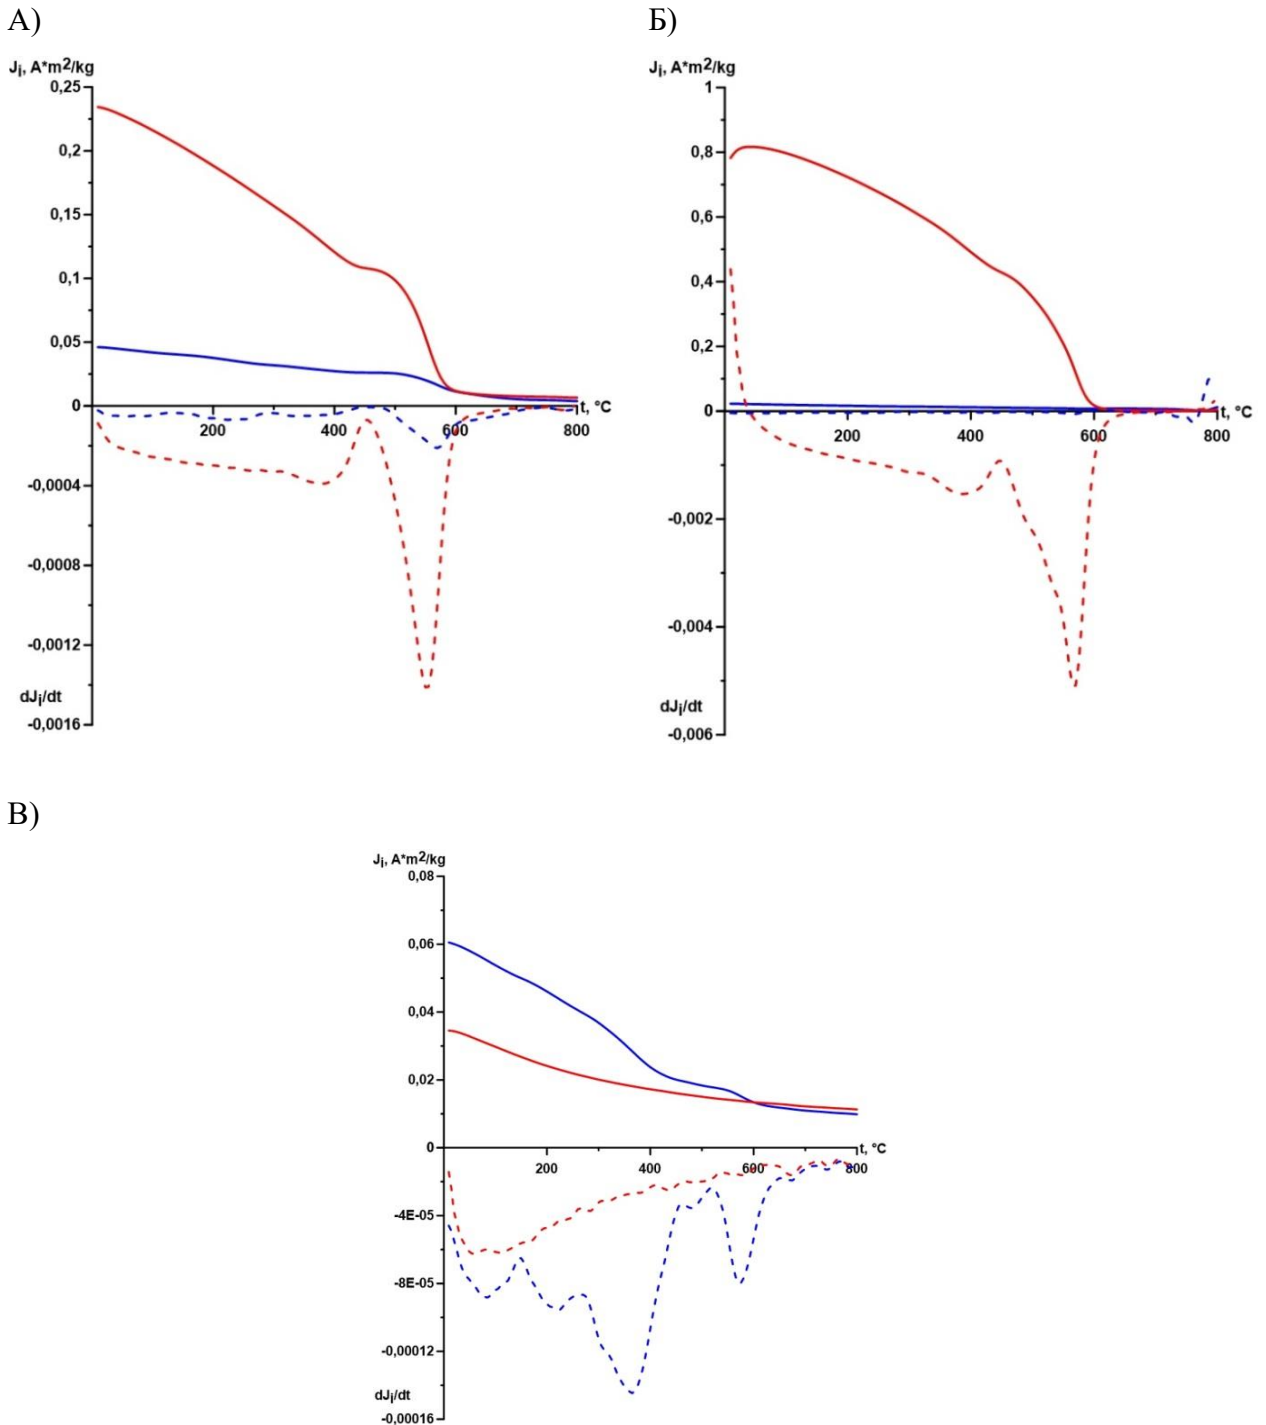 А)
Jᵢ, A*m²/kg
0,25
0,2
0,15
0,1
0,05
0
200
400
600
800
t, °C
-0,0004
-0,0008
-0,0012
dJᵢ/dt
-0,0016
Б)
Jᵢ, A*m²/kg
1
0,8
0,6
0,4
0,2
0
200
400
600
800
t, °C
-0,002
-0,004
dJᵢ/dt
-0,006
В)
Jᵢ, A*m²/kg
0,08
0,06
0,04
0,02
0
t, °C
200
400
600
800
-4E-05
-8E-05
-0,00012
dJᵢ/dt
-0,00016